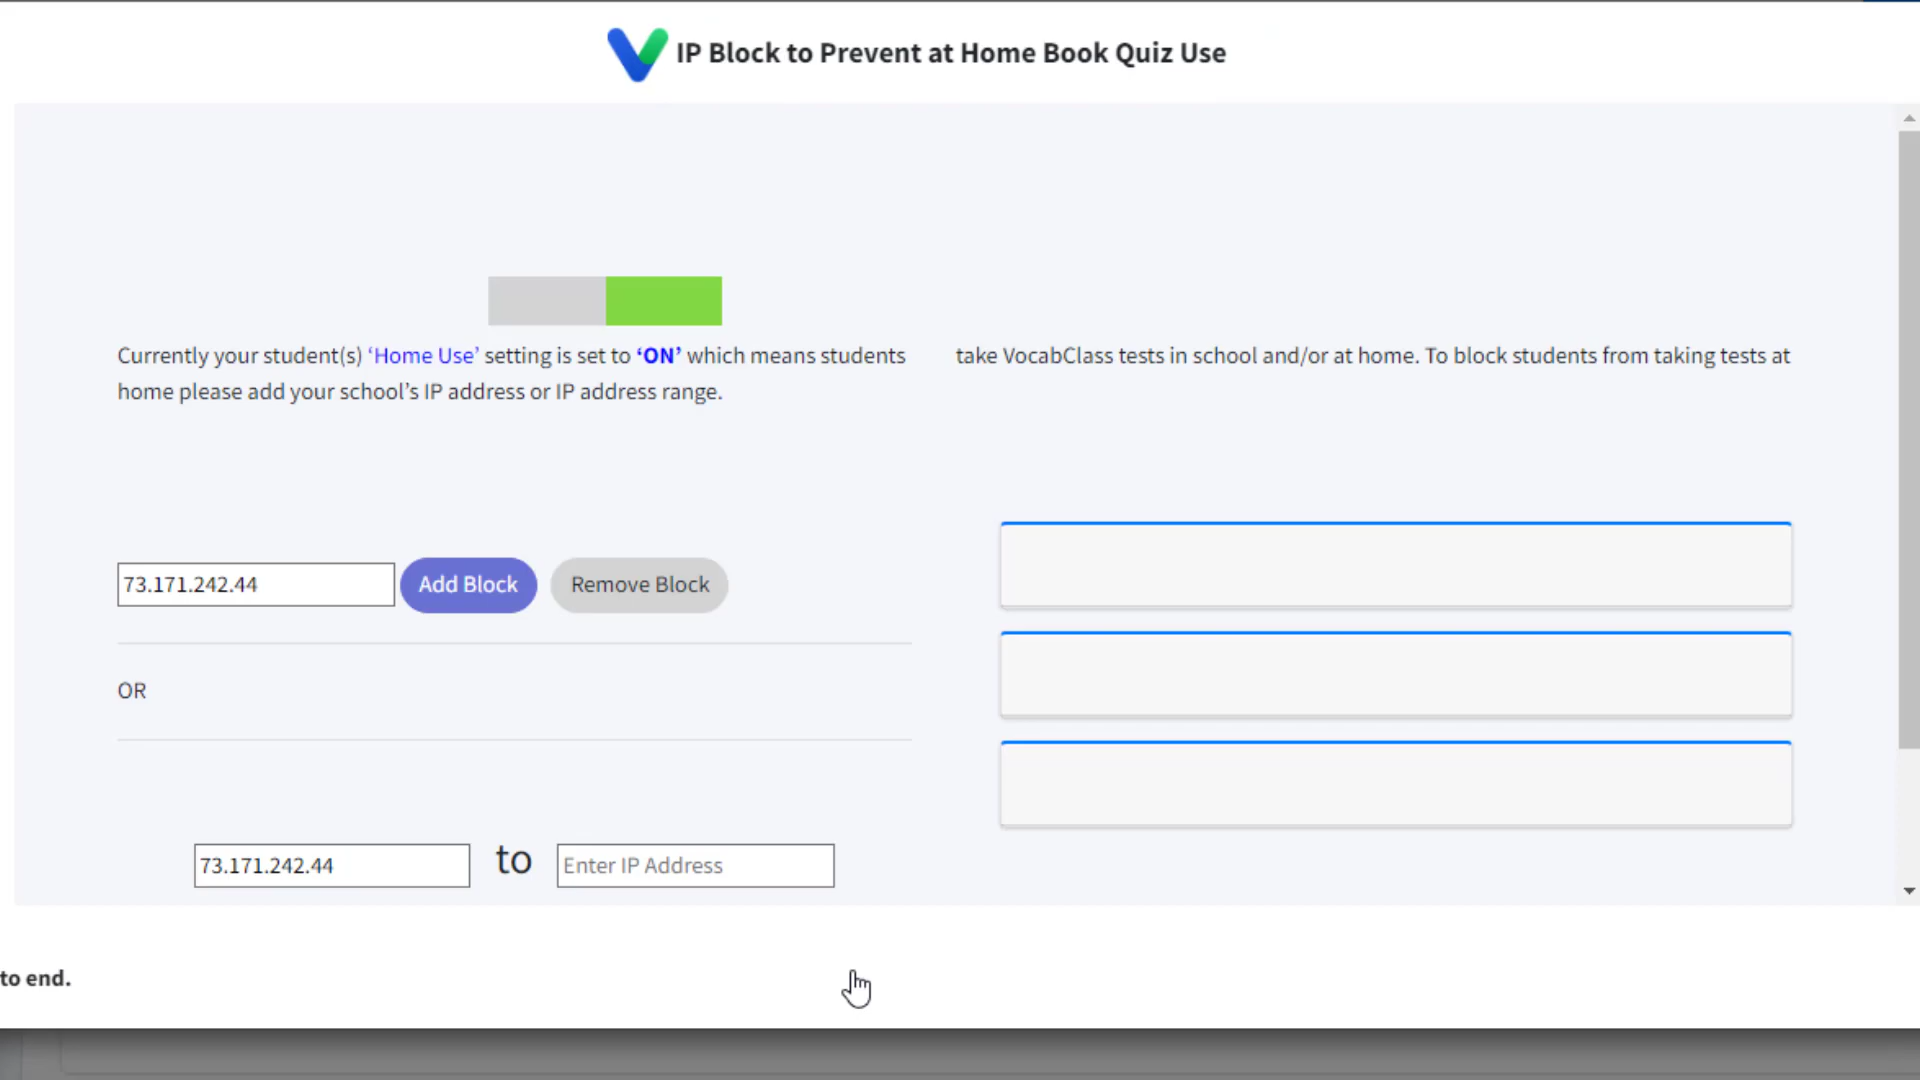 IP Block to Prevent at Home Book Quiz Use
Currently your student(s) ‘Home Use’ setting is set to ‘ON’ which means students take VocabClass tests in school and/or at home. To block students from taking tests at
home please add your school’s IP address or IP address range.
73.171.242.44 Add Block Remove Block
OR
73.171.242.44 to Enter IP Address
to end.